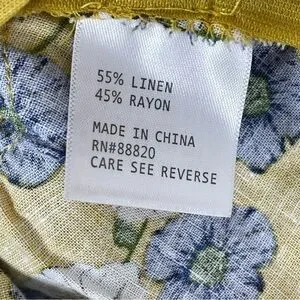 55% LINEN
45% RAYON
MADE IN CHINA
RN#88820
CARE SEE REVERSE